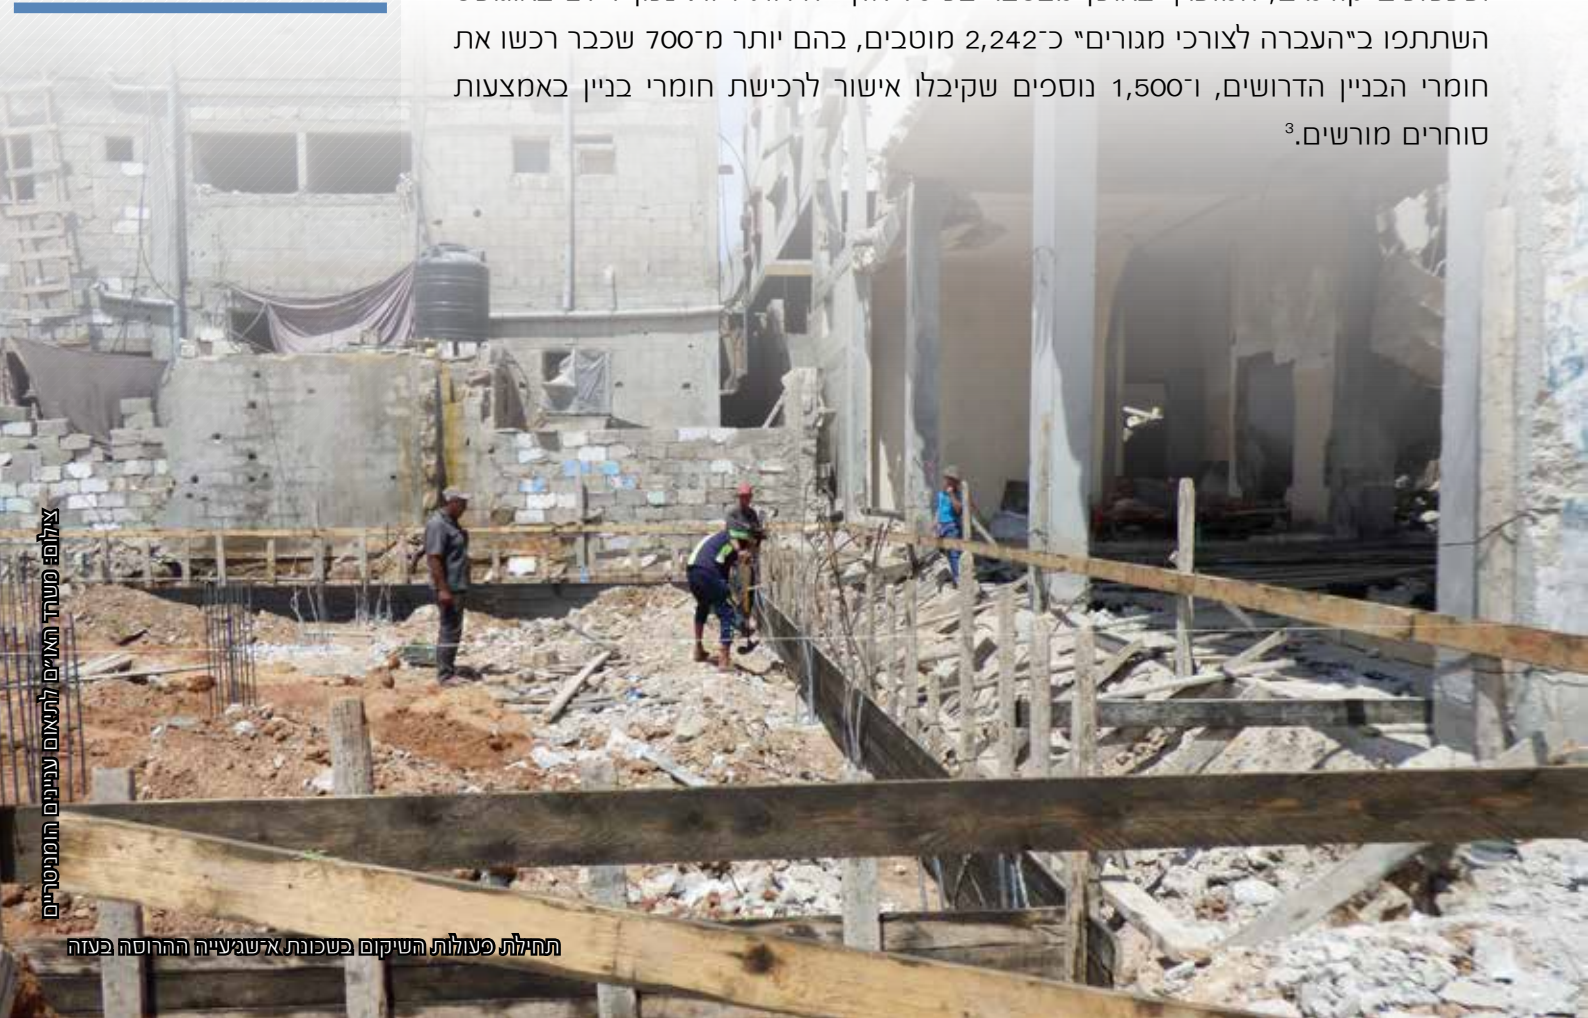 השתתפו ב"העברה לצורכי מגורים" כ־2,242 מוטבים, בהם יותר מ־700 שכבר רכשו את
חומרי הבניין הדרושים, ו־1,500 נוספים שקיבלו אישור לרכישת חומרי בניין באמצעות
סוחרים מורשים.3
צילום: משרד האו"ם לתיאום עניינים הומניטריים
תחילת פעולות השיקום בשכונת א־שג'עייה ההרוסה בעזה